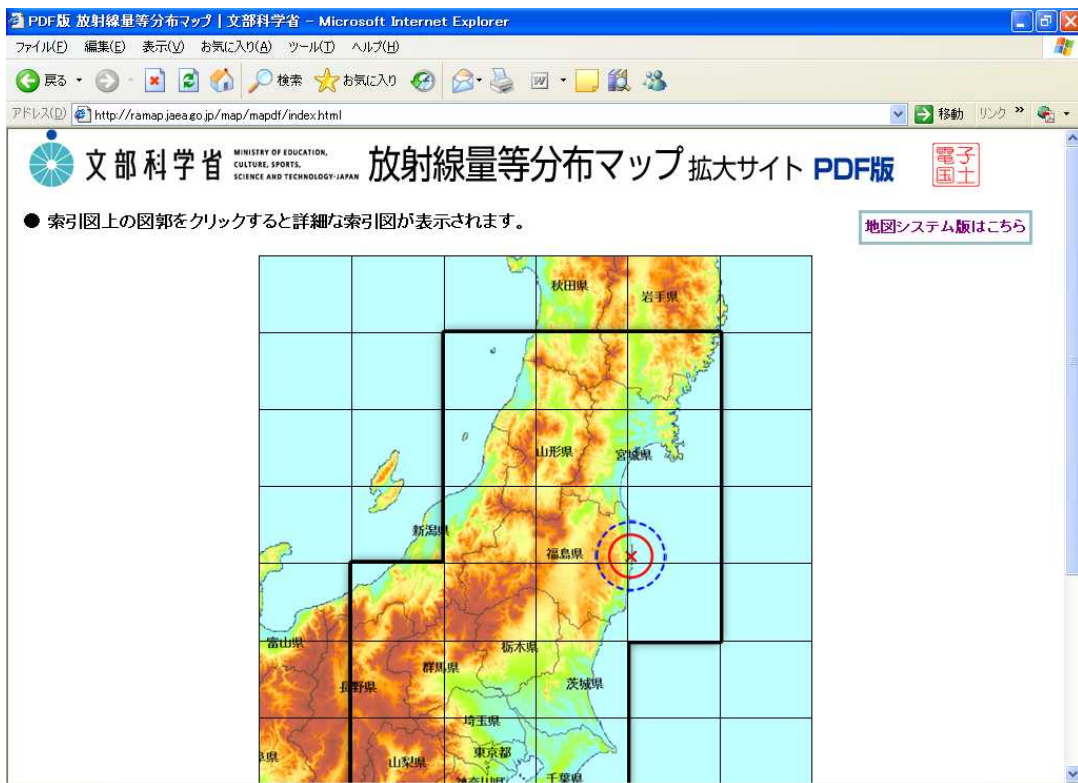 PDF版 放射線量等分布マップ | 文部科学省 - Microsoft Internet Explorer
ファイル(F) 編集(E) 表示(V) お気に入り(A) ツール(T) ヘルプ(H)
戻る 検索 お気に入り
アドレス(D) http://ramap.jaea.go.jp/map/mapdf/index.html 移動 リンク »
文部科学省 MINISTRY OF EDUCATION, CULTURE, SPORTS, SCIENCE AND TECHNOLOGY-JAPAN 放射線量等分布マップ 拡大サイト PDF版 電子国土
● 索引図上の図郭をクリックすると詳細な索引図が表示されます。
地図システム版はこちら
秋田県
岩手県
山形県
宮城県
新潟県
福島県
富山県
栃木県
群馬県
長野県
茨城県
埼玉県
東京都
山梨県
千葉県